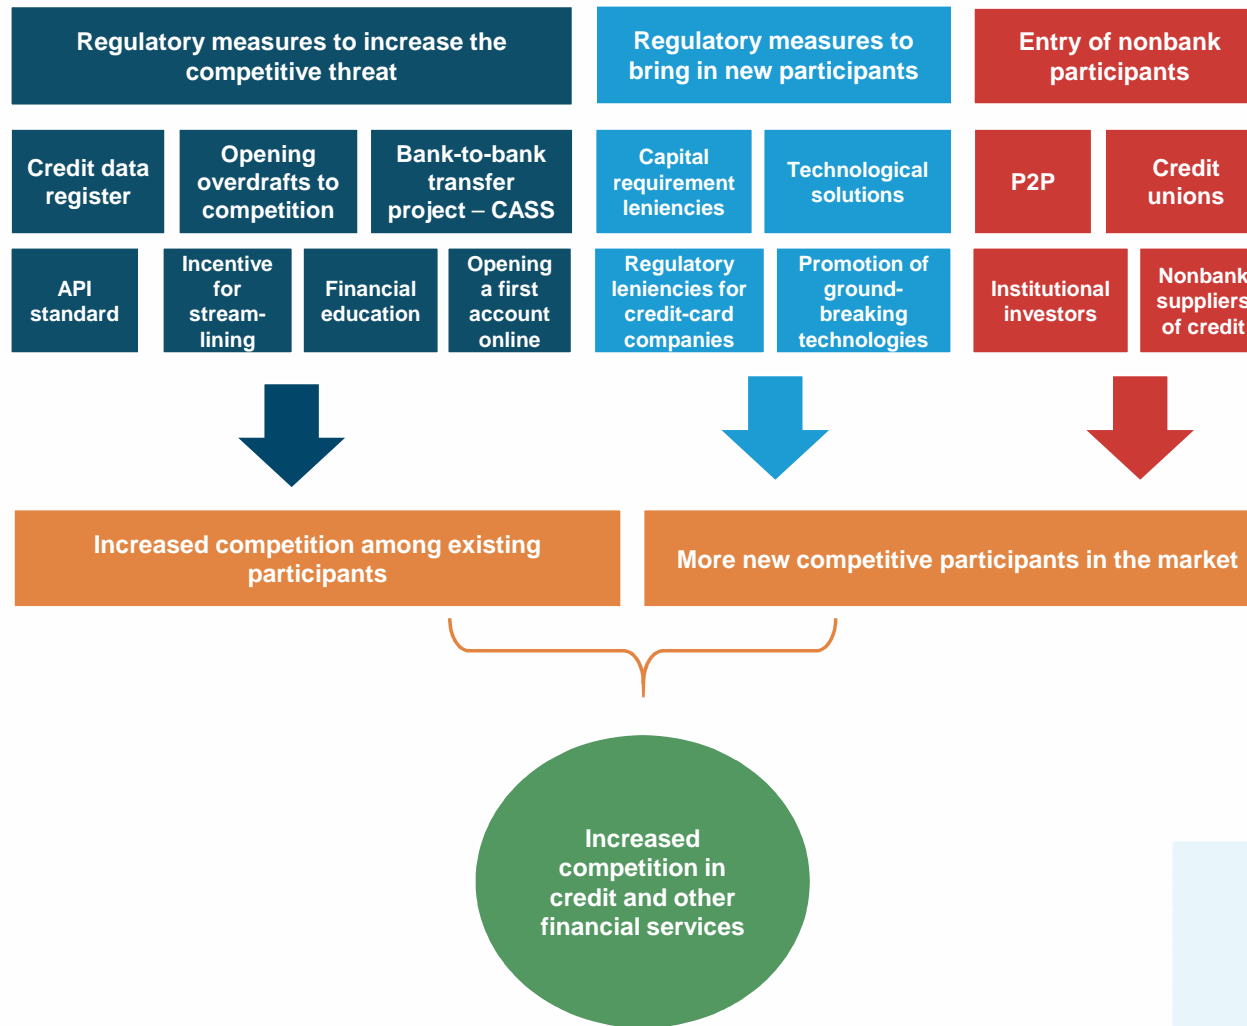 Regulatory measures to increase the
competitive threat
Regulatory measures to
bring in new participants
Entry of nonbank
participants
Credit data
register
Opening
overdrafts to
competition
Bank-to-bank
transfer
project – CASS
Capital
requirement
leniencies
Technological
solutions
P2P
Credit
unions
API
standard
Incentive
for
stream-
lining
Financial
education
Opening
a first
account
online
Regulatory
leniencies for
credit-card
companies
Promotion of
ground-
breaking
technologies
Institutional
investors
Nonbank
suppliers
of credit
Increased competition among existing
participants
More new competitive participants in the market
Increased
competition in
credit and other
financial services